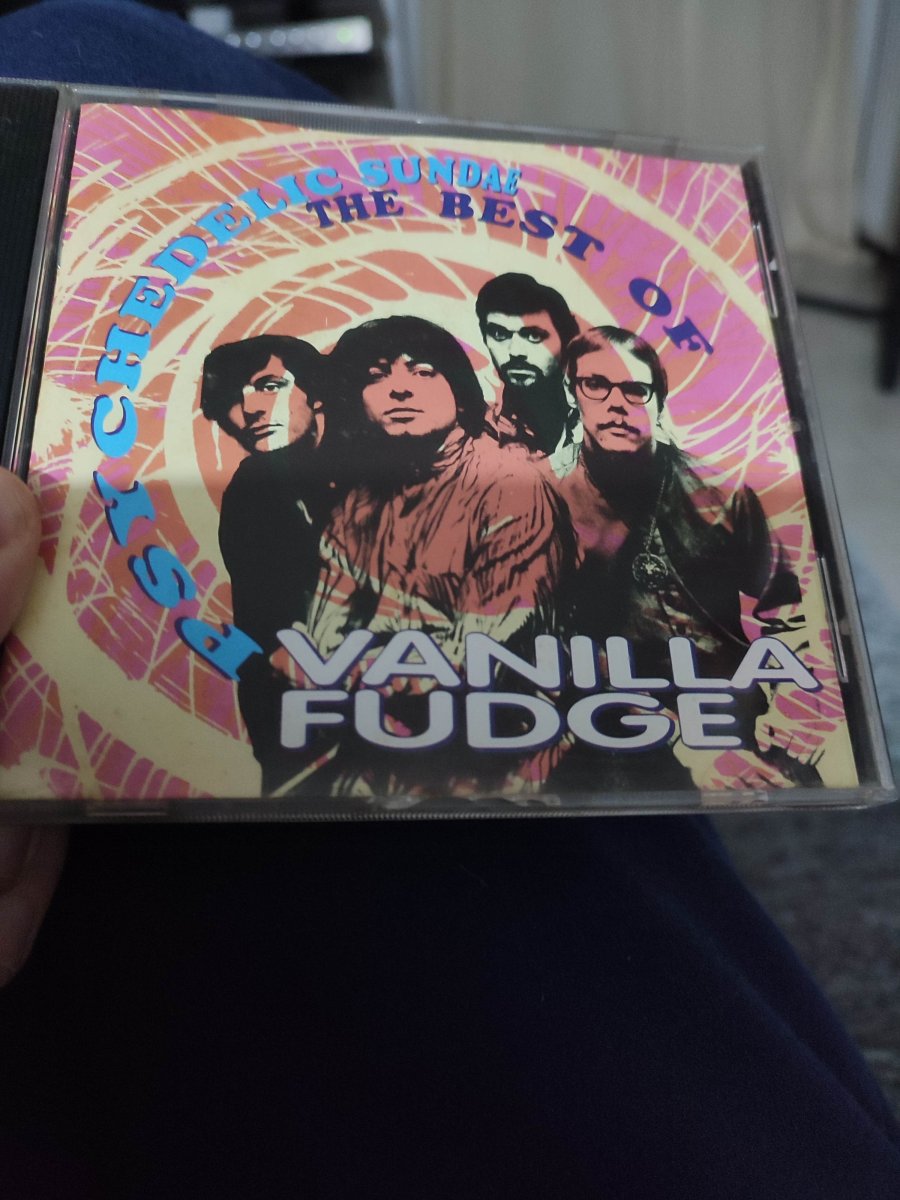 PSYCHEDELIC SUNDAE
THE BEST OF
VANILLA
FUDGE